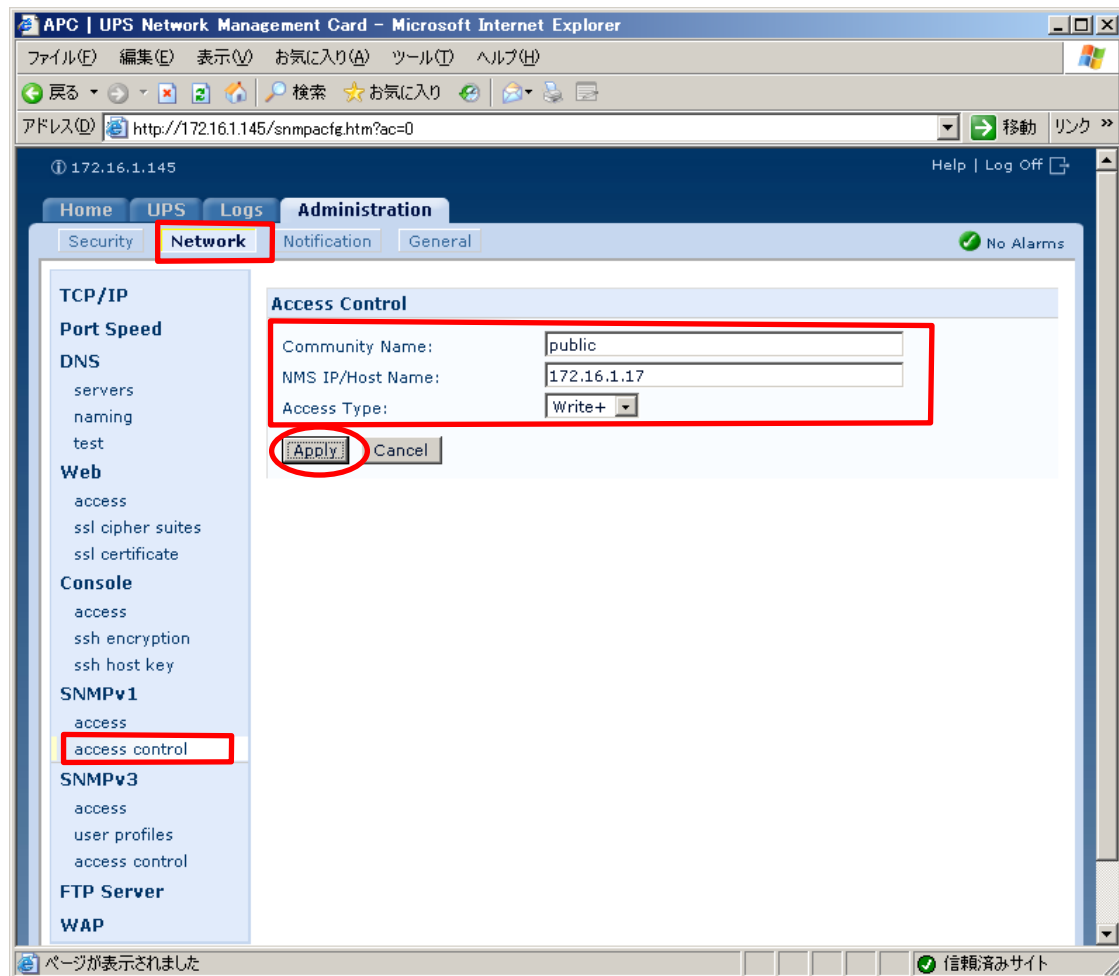 APC | UPS Network Management Card - Microsoft Internet Explorer
ファイル(F) 編集(E) 表示(V) お気に入り(A) ツール(T) ヘルプ(H)
戻る 検索 お気に入り
アドレス(D) http://172.16.1.145/snmpacfg.htm?ac=0 移動 リンク »
172.16.1.145 Help | Log Off
Home UPS Logs Administration
Security Network Notification General No Alarms
TCP/IP
Port Speed
DNS
servers
naming
test
Web
access
ssl cipher suites
ssl certificate
Console
access
ssh encryption
ssh host key
SNMPv1
access
access control
SNMPv3
access
user profiles
access control
FTP Server
WAP
Access Control
Community Name: public
NMS IP/Host Name: 172.16.1.17
Access Type: Write+
Apply Cancel
ページが表示されました 信頼済みサイト